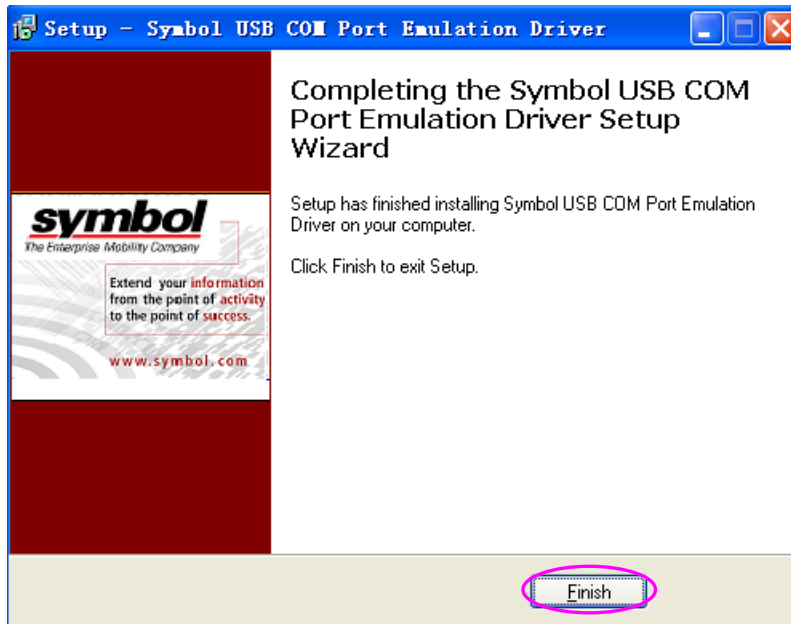 Setup - Symbol USB COM Port Emulation Driver
Completing the Symbol USB COM
Port Emulation Driver Setup
Wizard
Setup has finished installing Symbol USB COM Port Emulation
Driver on your computer.
Click Finish to exit Setup.
symbol
The Enterprise Mobility Company
Extend your information
from the point of activity
to the point of success.
www.symbol.com
Finish